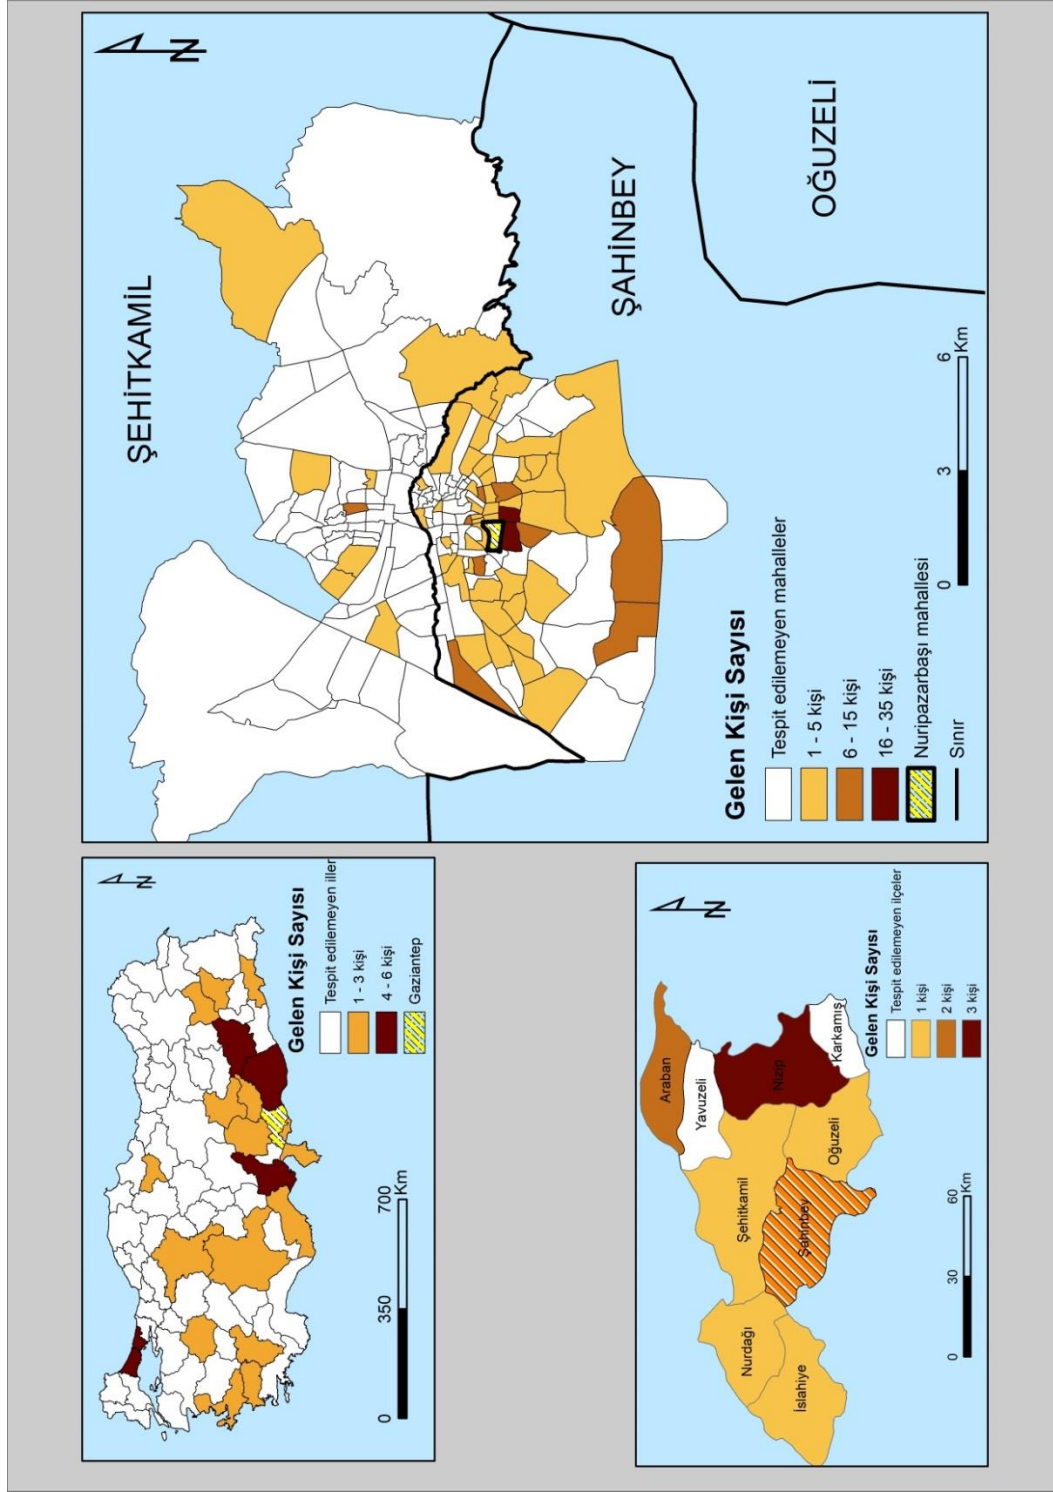 N
Gelen Kişi Sayısı
Tespit edilemeyen iller
1 - 3 kişi
4 - 6 kişi
Gaziantep
0 350 700
Km
N
Araban
Yavuzeli
Nizip
Karkamış
Şehitkamil
Oğuzeli
Şahinbey
Nurdağı
İslahiye
Gelen Kişi Sayısı
Tespit edilemeyen ilçeler
1 kişi
2 kişi
3 kişi
0 30 60
Km
N
ŞEHİTKAMİL
ŞAHİNBEY
OĞUZELİ
Gelen Kişi Sayısı
Tespit edilemeyen mahalleler
1 - 5 kişi
6 - 15 kişi
16 - 35 kişi
Nuripazarbaşı mahallesi
Sınır
0 3 6
Km